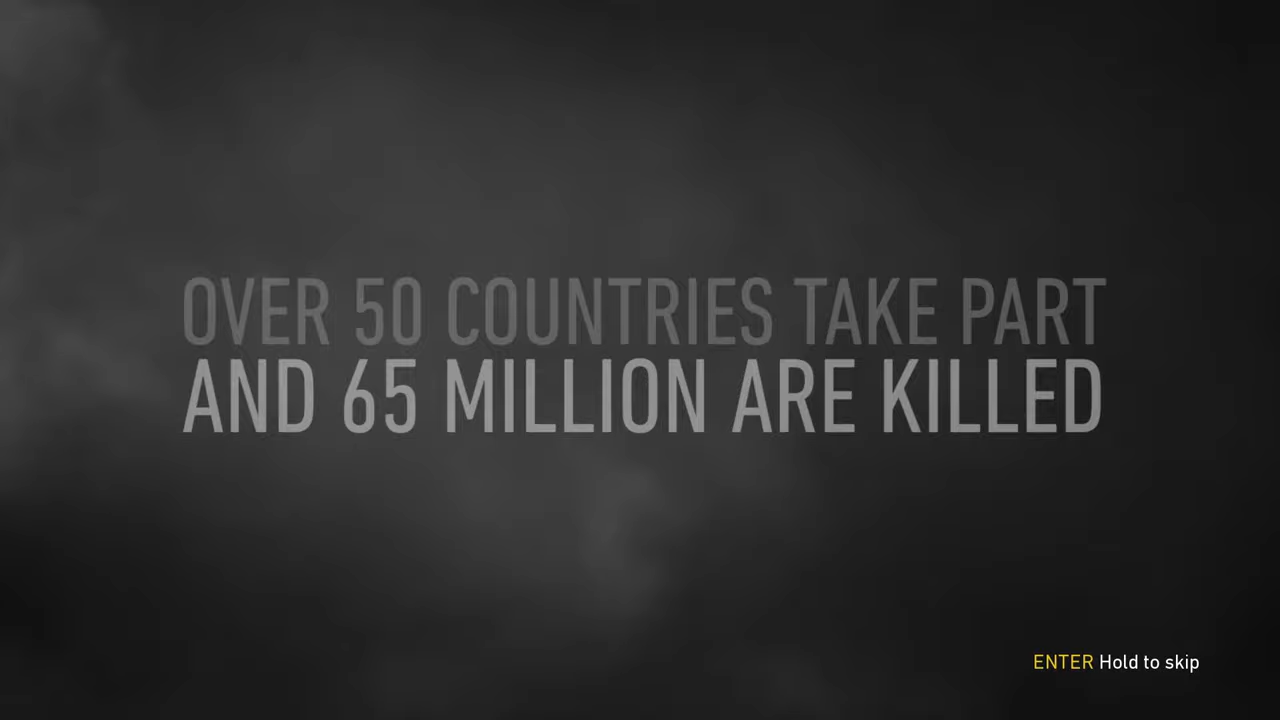 OVER 50 COUNTRIES TAKE PART
AND 65 MILLION ARE KILLED
ENTER Hold to skip